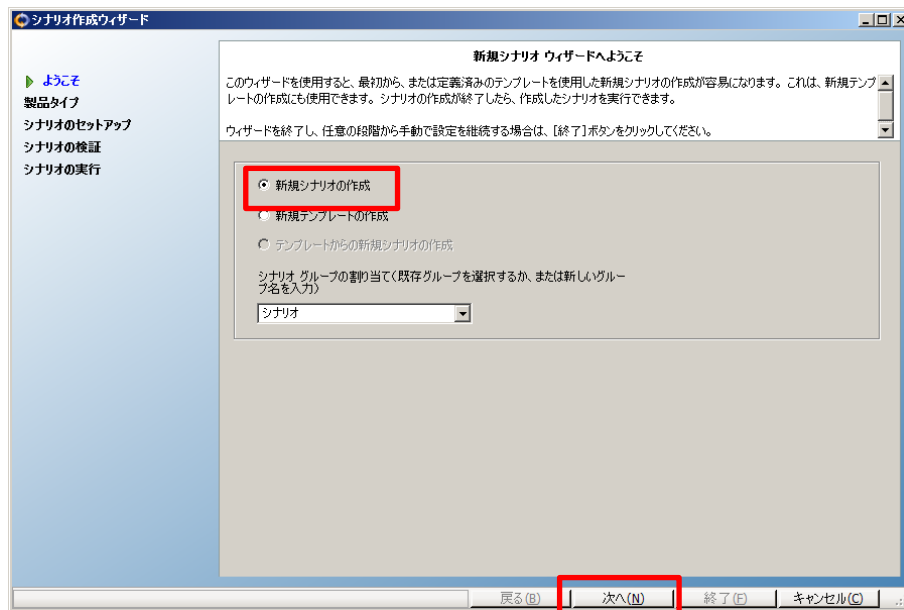 シナリオ作成ウィザード
ようこそ
製品タイプ
シナリオのセットアップ
シナリオの検証
シナリオの実行
新規シナリオ ウィザードへようこそ
このウィザードを使用すると、最初から、または定義済みのテンプレートを使用した新規シナリオの作成が容易になります。これは、新規テンプ
レートの作成にも使用できます。シナリオの作成が終了したら、作成したシナリオを実行できます。
ウィザードを終了し、任意の段階から手動で設定を継続する場合は、[終了]ボタンをクリックしてください。
新規シナリオの作成
新規テンプレートの作成
テンプレートからの新規シナリオの作成
シナリオ グループの割り当て(既存グループを選択するか、または新しいグルー
プ名を入力)
シナリオ
戻る(B)
次へ(N)
終了(F)
キャンセル(C)